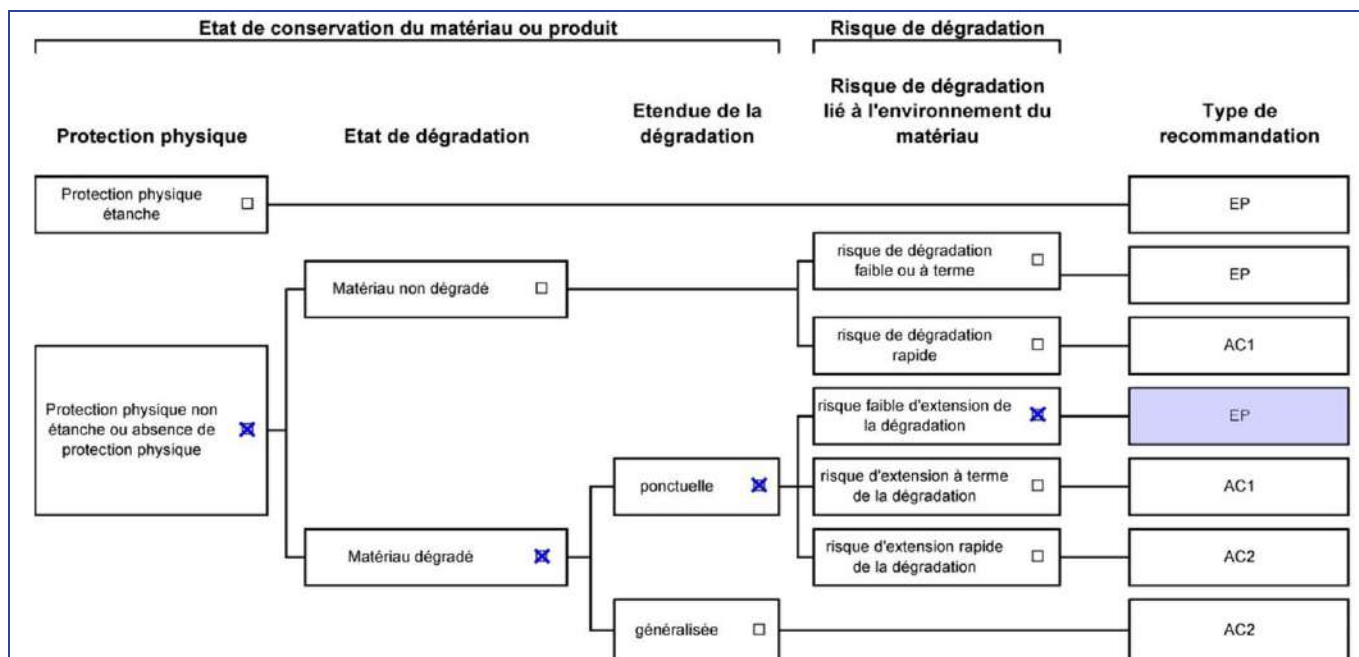 Etat de conservation du matériau ou produit
Risque de dégradation
Protection physique
Etat de dégradation
Etendue de la
dégradation
Risque de dégradation
lié à l'environnement du
matériau
Type de
recommandation
Protection physique
étanche
EP
risque de dégradation
faible ou à terme
EP
Matériau non dégradé
risque de dégradation
rapide
AC1
Protection physique non
étanche ou absence de
protection physique
risque faible d'extension de
la dégradation
EP
ponctuelle
risque d'extension à terme
de la dégradation
AC1
Matériau dégradé
risque d'extension rapide
de la dégradation
AC2
généralisée
AC2